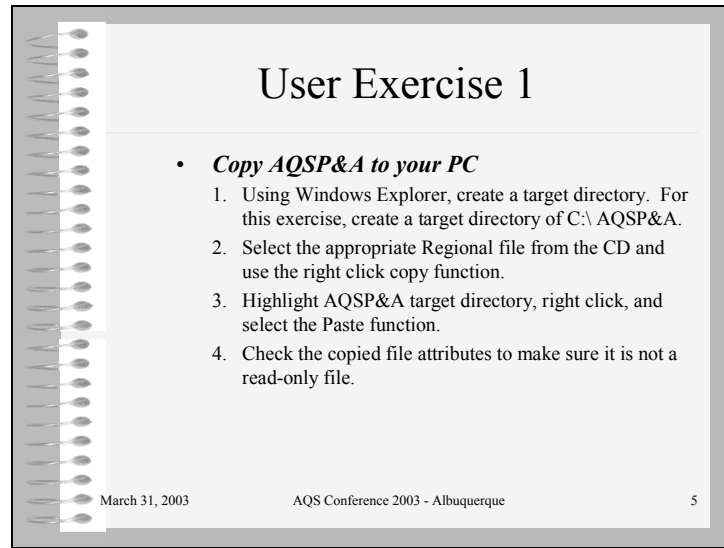 User Exercise 1
• Copy AQSP&A to your PC
1. Using Windows Explorer, create a target directory. For
this exercise, create a target directory of C:\ AQSP&A.
2. Select the appropriate Regional file from the CD and
use the right click copy function.
3. Highlight AQSP&A target directory, right click, and
select the Paste function.
4. Check the copied file attributes to make sure it is not a
read-only file.
March 31, 2003 AQS Conference 2003 - Albuquerque 5